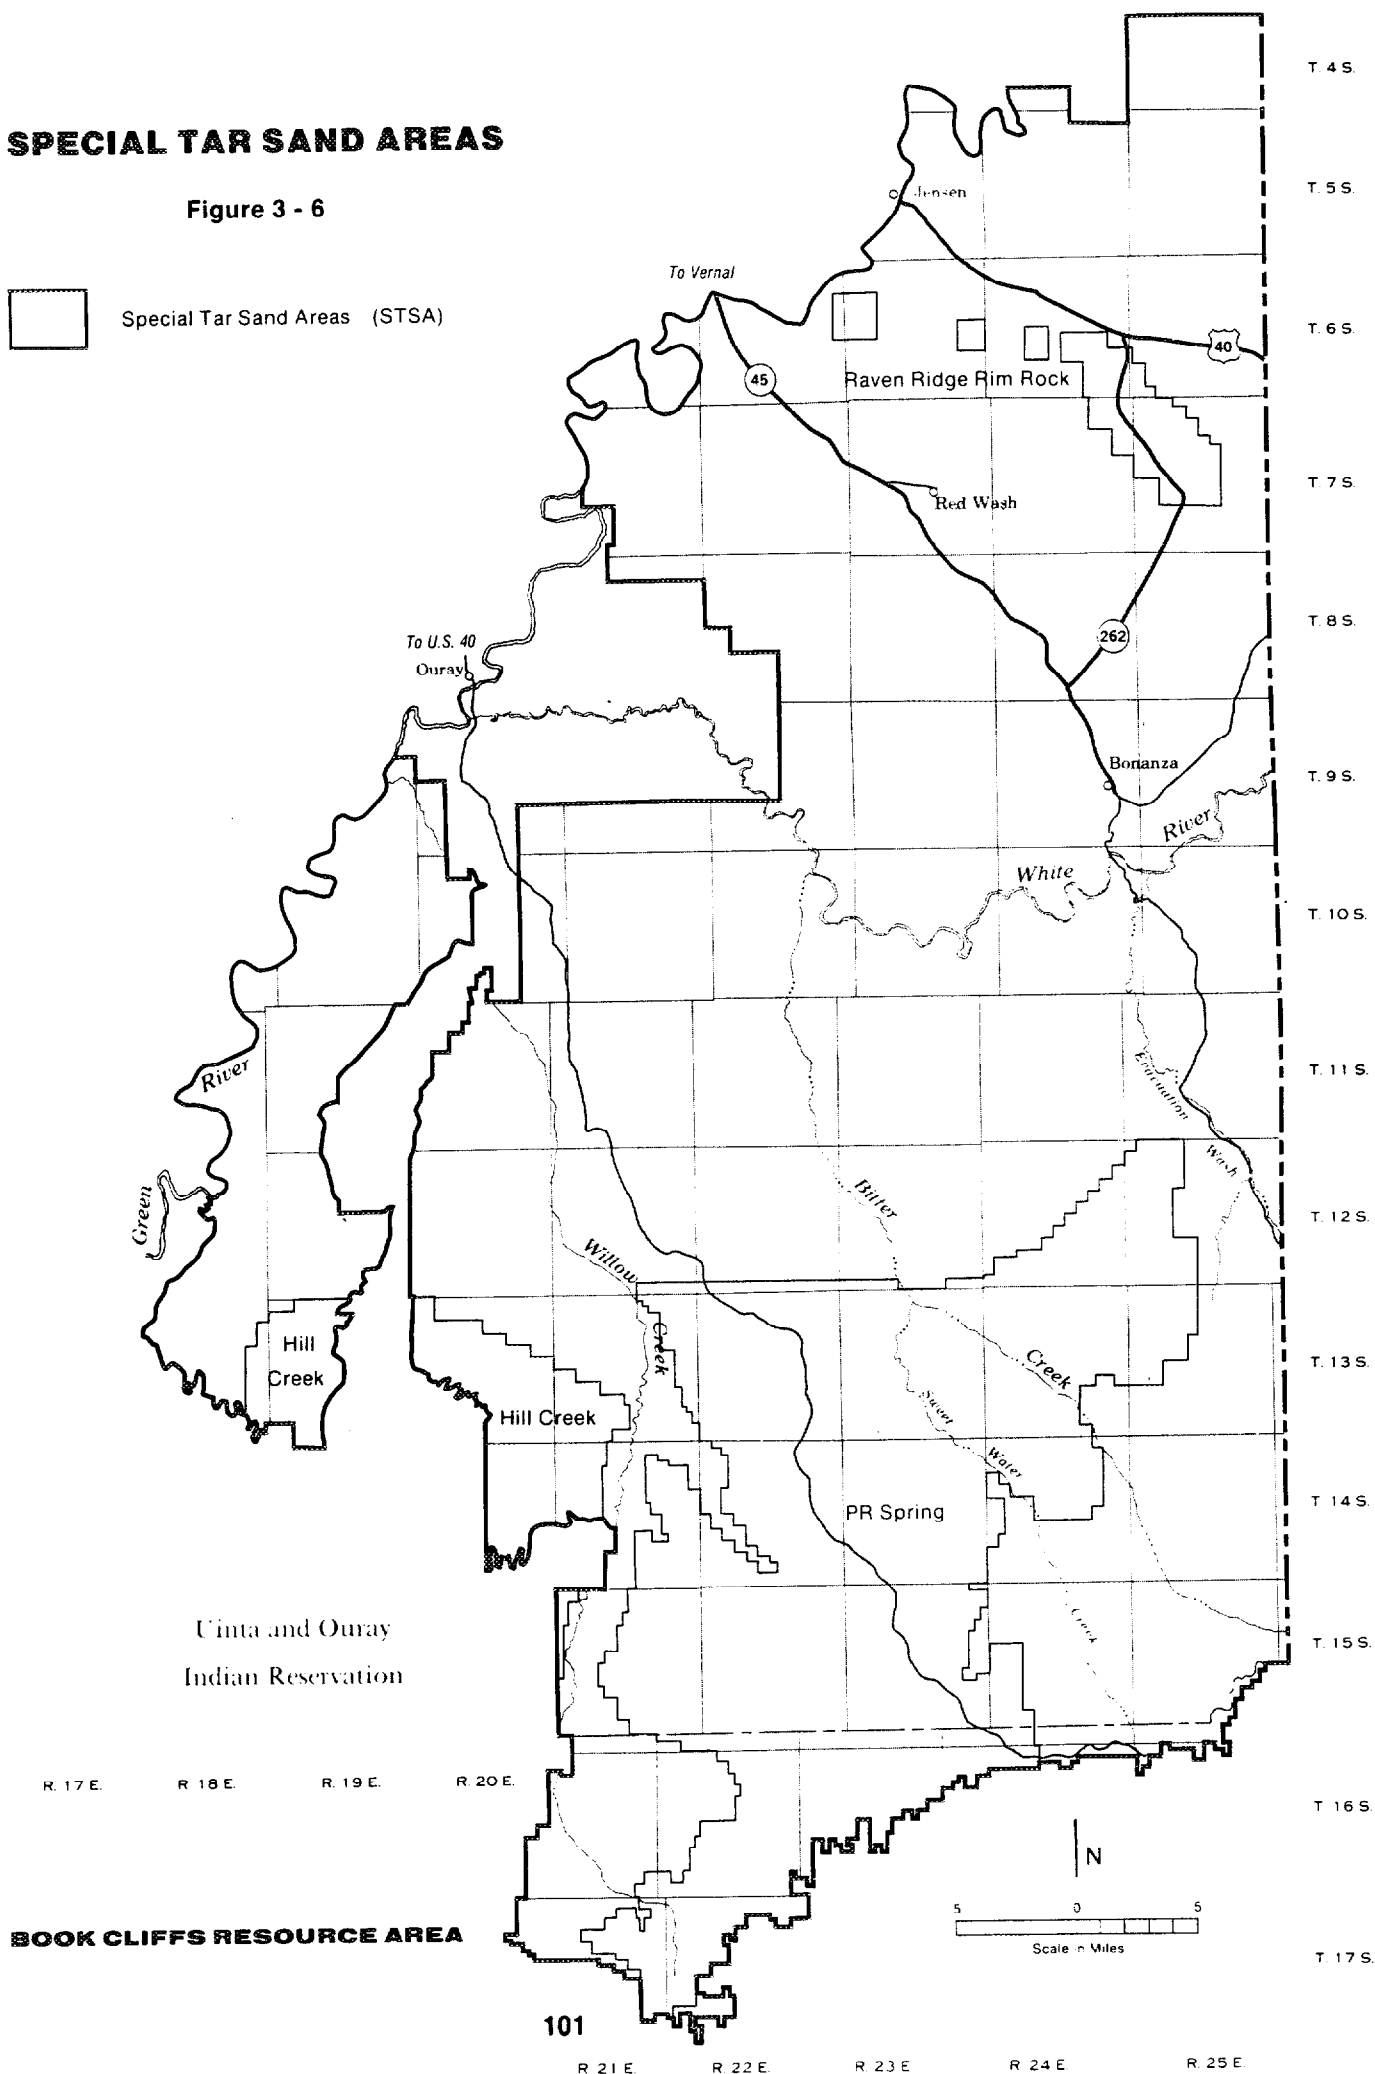 SPECIAL TAR SAND AREAS
Figure 3 - 6
Special Tar Sand Areas (STSA)
T. 4 S.
T. 5 S.
T. 6 S.
T. 7 S.
T. 8 S.
T. 9 S.
T. 10 S.
T. 11 S.
T. 12 S.
T. 13 S.
T 14 S.
T. 15 S.
T 16 S.
T 17 S.
Jensen
To Vernal
40
45
Raven Ridge Rim Rock
Red Wash
262
To U.S. 40
Ouray
Bonanza
White
River
Green
River
Evacuation
Wash
Bitter
Creek
Willow
Creek
Sweet
Water
Creek
Hill
Creek
Hill Creek
PR Spring
Uinta and Ouray
Indian Reservation
R. 17 E.
R 18 E.
R. 19 E.
R. 20 E.
N
5 0 5
Scale in Miles
BOOK CLIFFS RESOURCE AREA
101
R 21 E.
R. 22 E.
R. 23 E
R. 24 E
R. 25 E.